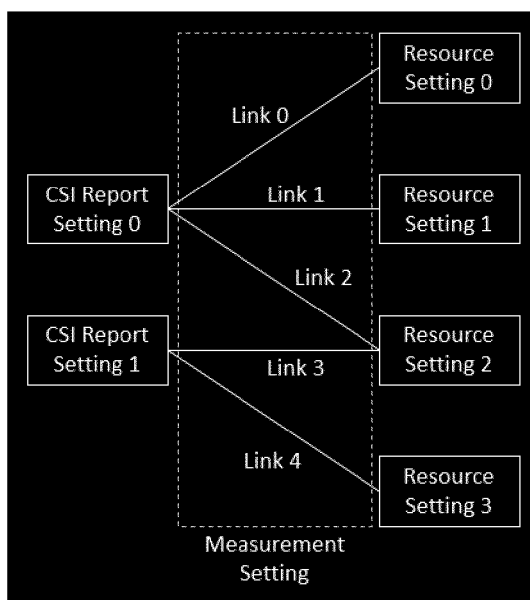 Resource
Setting 0
Link 0
CSI Report
Setting 0
Link 1
Resource
Setting 1
Link 2
CSI Report
Setting 1
Link 3
Resource
Setting 2
Link 4
Resource
Setting 3
Measurement
Setting